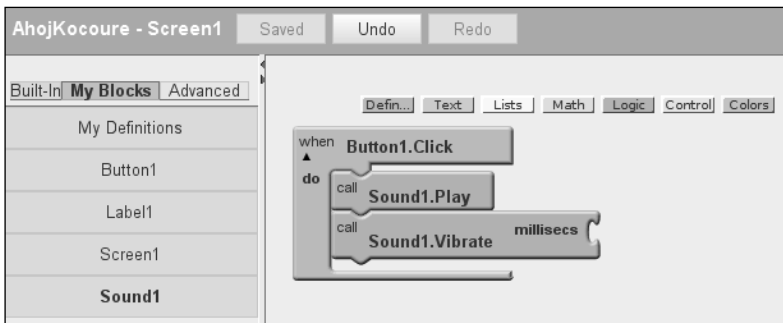 AhojKocoure - Screen1 Saved Undo Redo
Built-In My Blocks Advanced
My Definitions
Button1
Label1
Screen1
Sound1
Defin... Text Lists Math Logic Control Colors
when Button1.Click
do
call Sound1.Play
call Sound1.Vibrate millisecs